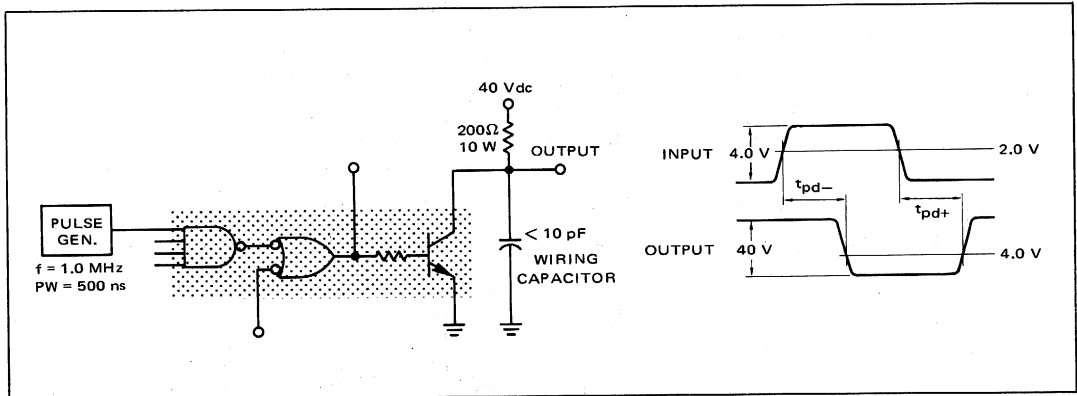 40 Vdc
200Ω
10 W
OUTPUT
PULSE
GEN.
f = 1.0 MHz
PW = 500 ns
< 10 pF
WIRING
CAPACITOR
INPUT
4.0 V
2.0 V
tpd–
tpd+
OUTPUT
40 V
4.0 V